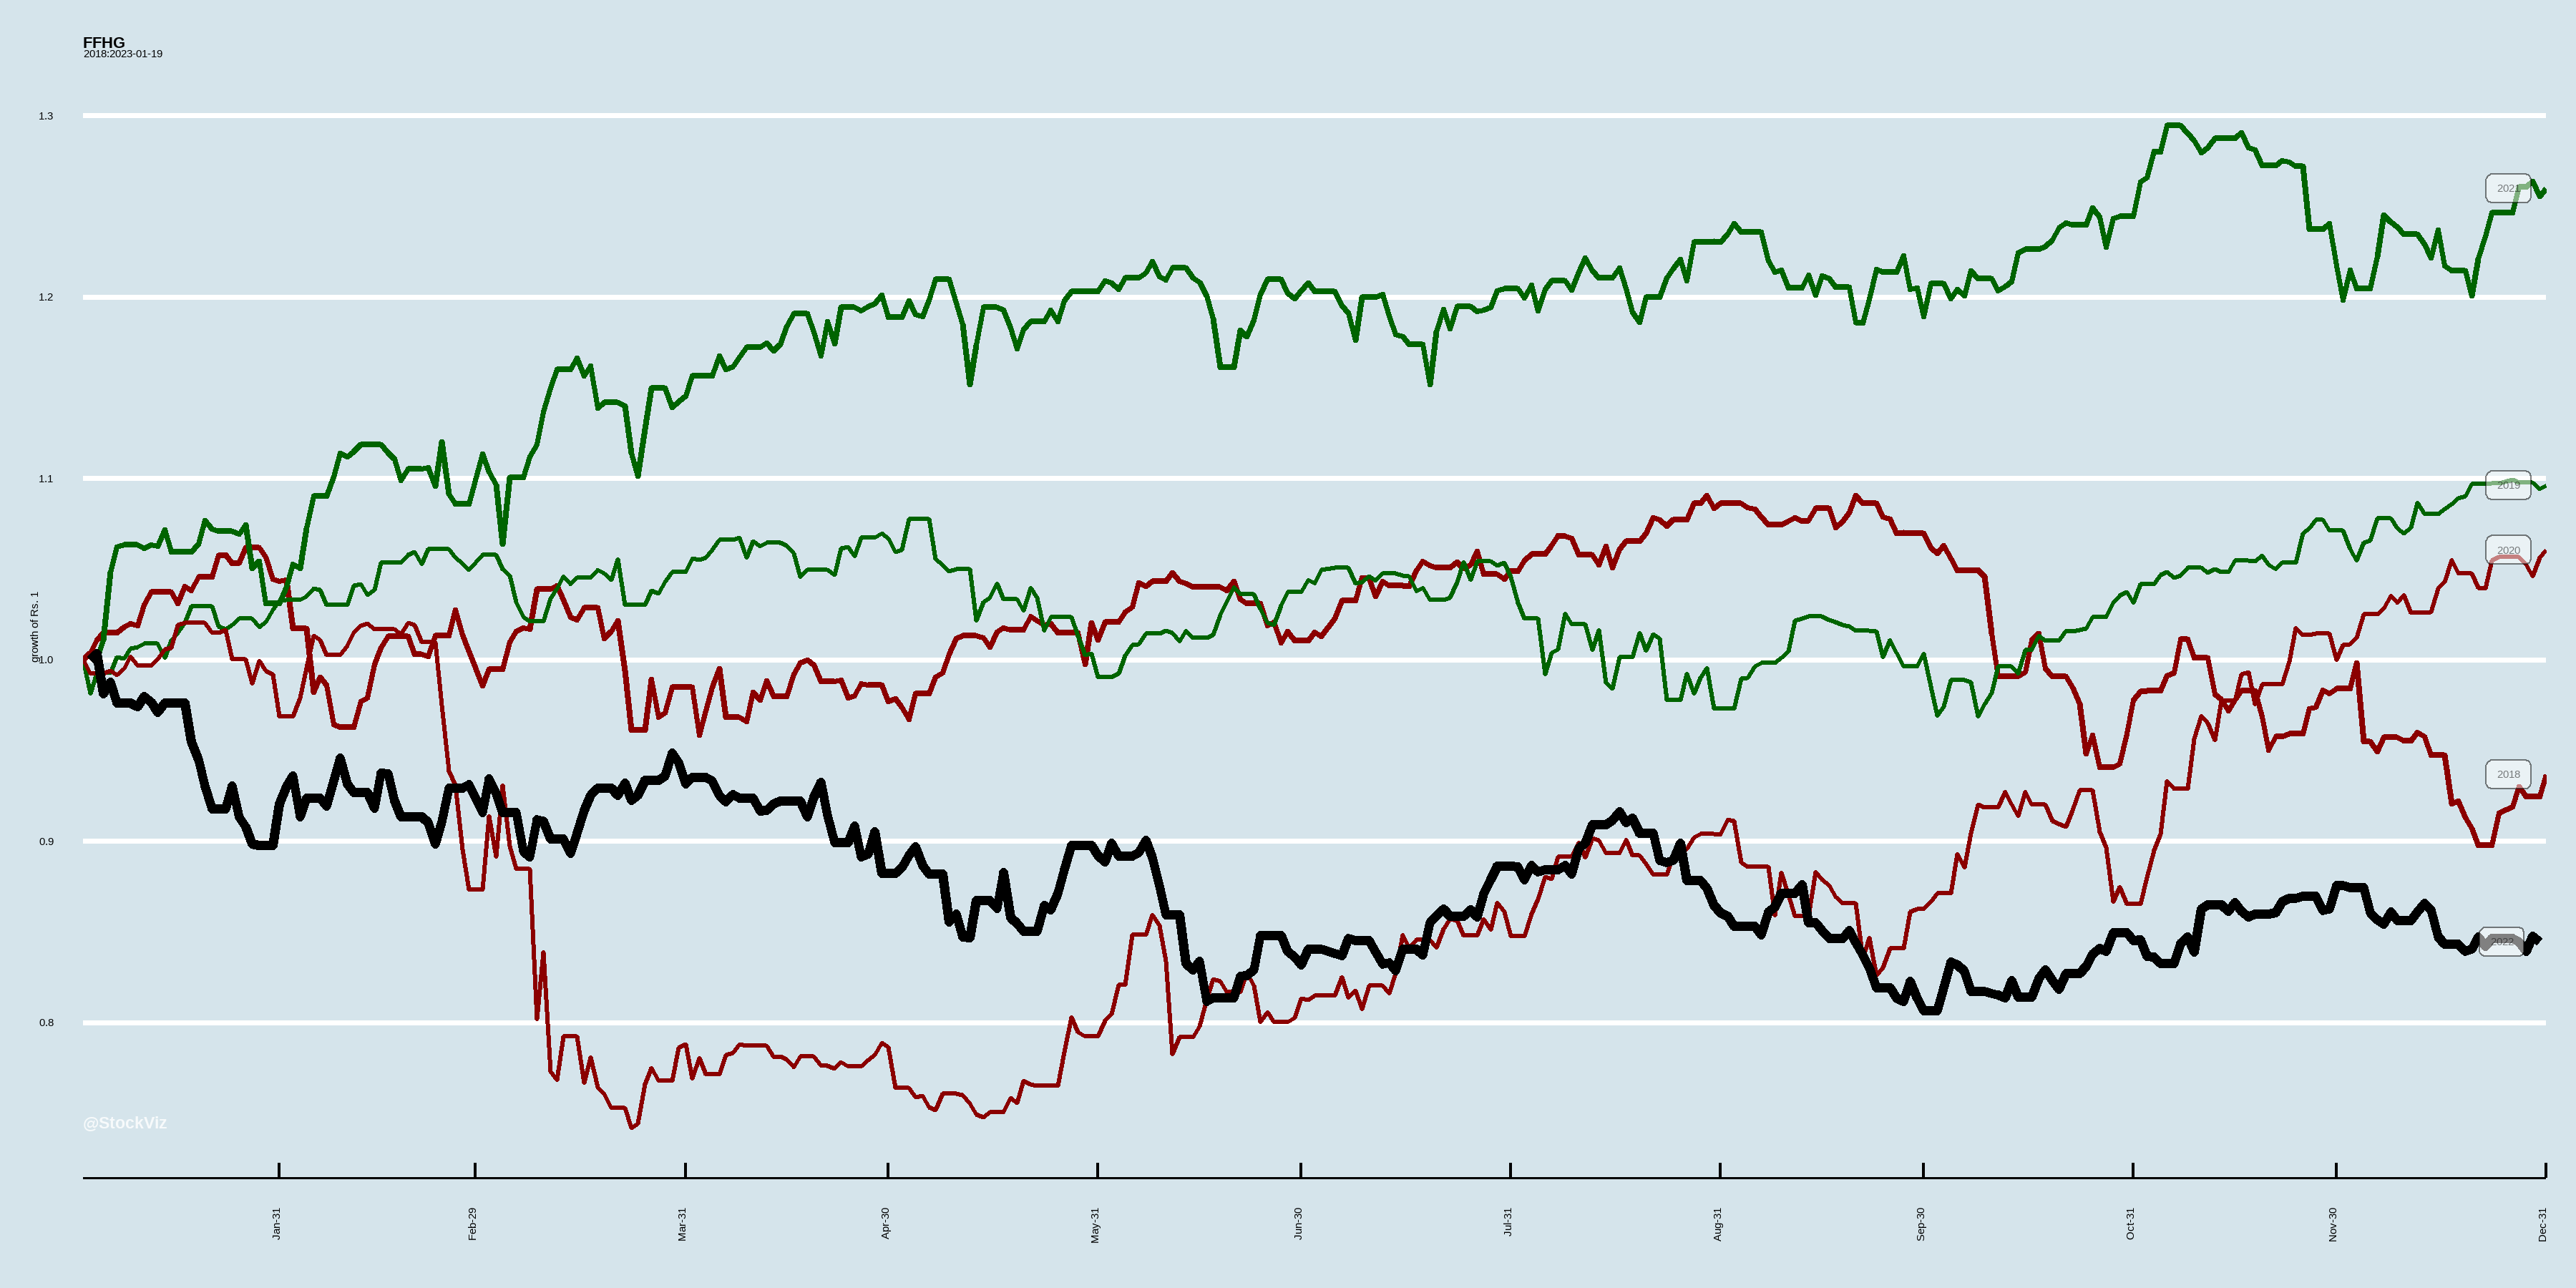 FFHG
2018:2023-01-19
1.3
1.2
1.1
1.0
0.9
0.8
growth of Rs. 1
2021
2019
2020
2018
2022
@StockViz
Jan-31
Feb-29
Mar-31
Apr-30
May-31
Jun-30
Jul-31
Aug-31
Sep-30
Oct-31
Nov-30
Dec-31